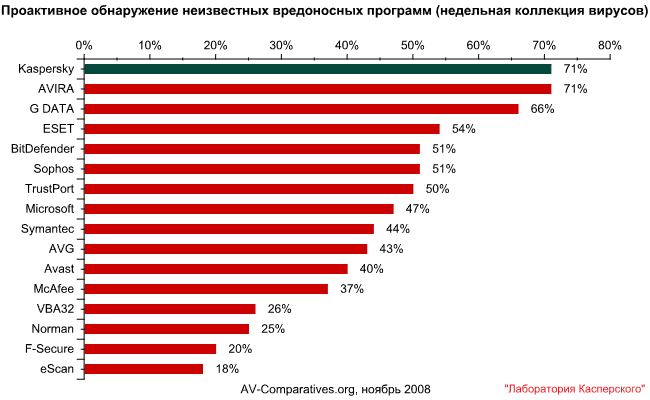 Проактивное обнаружение неизвестных вредоносных программ (недельная коллекция вирусов)
0% 10% 20% 30% 40% 50% 60% 70% 80%
Kaspersky 71%
AVIRA 71%
G DATA 66%
ESET 54%
BitDefender 51%
Sophos 51%
TrustPort 50%
Microsoft 47%
Symantec 44%
AVG 43%
Avast 40%
McAfee 37%
VBA32 26%
Norman 25%
F-Secure 20%
eScan 18%
AV-Comparatives.org, ноябрь 2008 "Лаборатория Касперского"